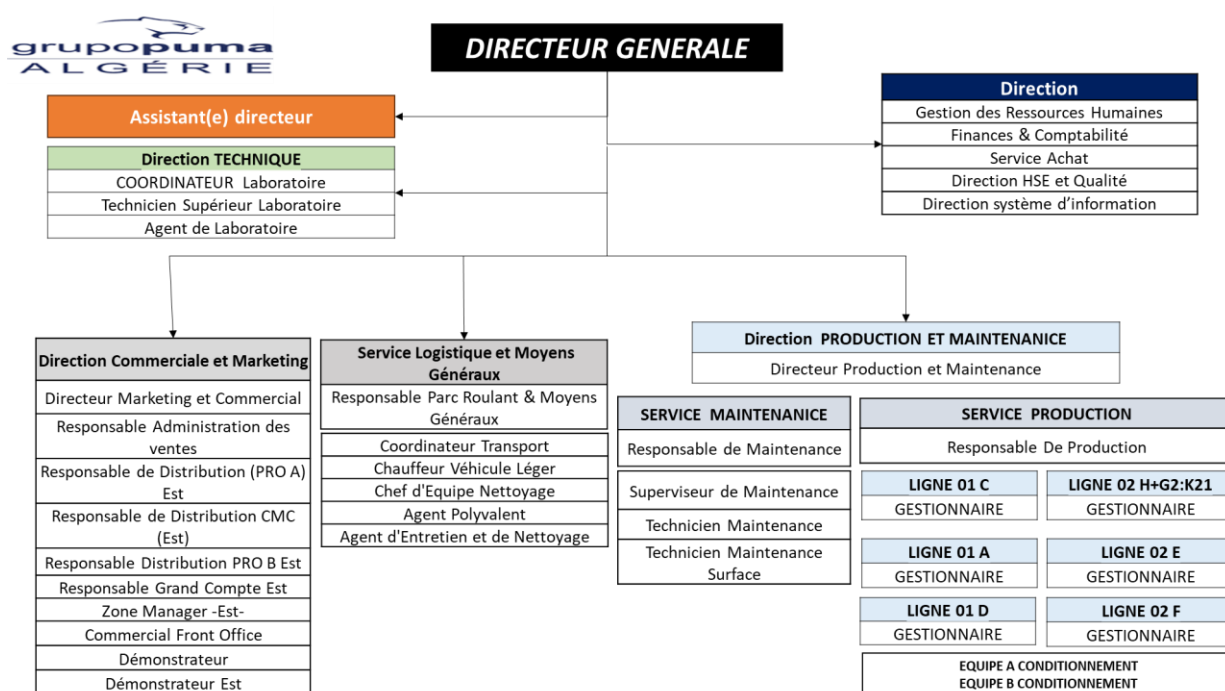 grupopuma
ALGÉRIE
DIRECTEUR GENERALE
Assistant(e) directeur
Direction TECHNIQUE
COORDINATEUR Laboratoire
Technicien Supérieur Laboratoire
Agent de Laboratoire
Direction
Gestion des Ressources Humaines
Finances & Comptabilité
Service Achat
Direction HSE et Qualité
Direction système d’information
Direction Commerciale et Marketing
Directeur Marketing et Commercial
Responsable Administration des
ventes
Responsable de Distribution (PRO A)
Est
Responsable de Distribution CMC
(Est)
Responsable Distribution PRO B Est
Responsable Grand Compte Est
Zone Manager -Est-
Commercial Front Office
Démonstrateur
Démonstrateur Est
Service Logistique et Moyens
Généraux
Responsable Parc Roulant & Moyens
Généraux
Coordinateur Transport
Chauffeur Véhicule Léger
Chef d'Equipe Nettoyage
Agent Polyvalent
Agent d'Entretien et de Nettoyage
Direction PRODUCTION ET MAINTENANICE
Directeur Production et Maintenance
SERVICE MAINTENANICE
Responsable de Maintenance
Superviseur de Maintenance
Technicien Maintenance
Technicien Maintenance
Surface
SERVICE PRODUCTION
Responsable De Production
LIGNE 01 C
GESTIONNAIRE
LIGNE 02 H+G2:K21
GESTIONNAIRE
LIGNE 01 A
GESTIONNAIRE
LIGNE 02 E
GESTIONNAIRE
LIGNE 01 D
GESTIONNAIRE
LIGNE 02 F
GESTIONNAIRE
EQUIPE A CONDITIONNEMENT
EQUIPE B CONDITIONNEMENT